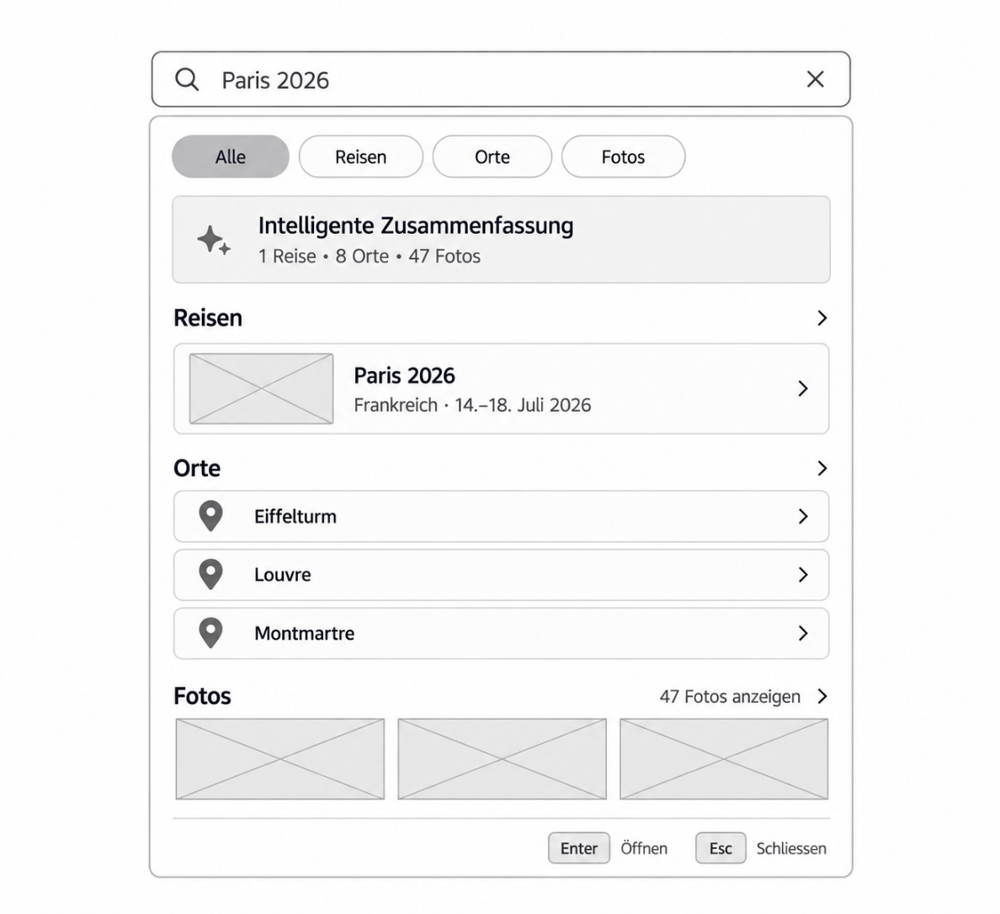 Paris 2026
Alle
Reisen
Orte
Fotos
Intelligente Zusammenfassung
1 Reise • 8 Orte • 47 Fotos
Reisen
Paris 2026
Frankreich · 14.–18. Juli 2026
Orte
Eiffelturm
Louvre
Montmartre
Fotos
47 Fotos anzeigen
Enter Öffnen
Esc Schliessen